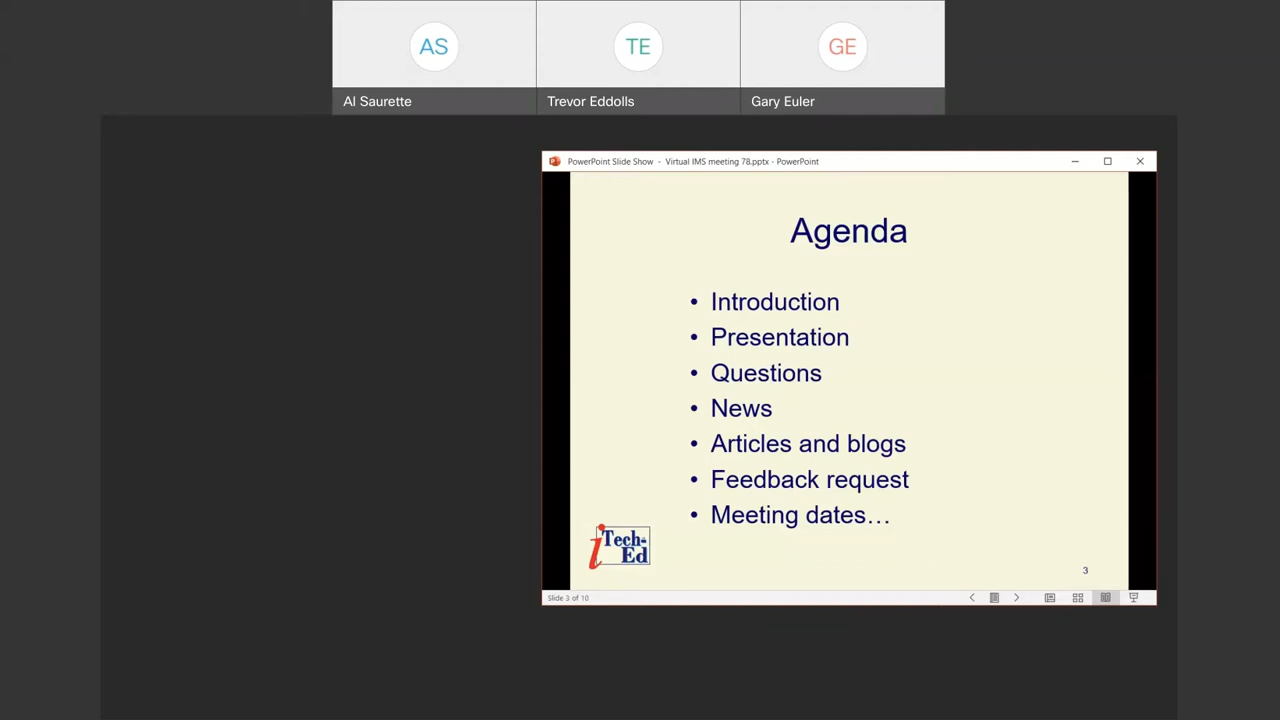 AS
TE
GE
Al Saurette
Trevor Eddolls
Gary Euler
PowerPoint Slide Show - Virtual IMS meeting 78.pptx - PowerPoint
Agenda
• Introduction
• Presentation
• Questions
• News
• Articles and blogs
• Feedback request
• Meeting dates…
iTech-
Ed
3
Slide 3 of 10